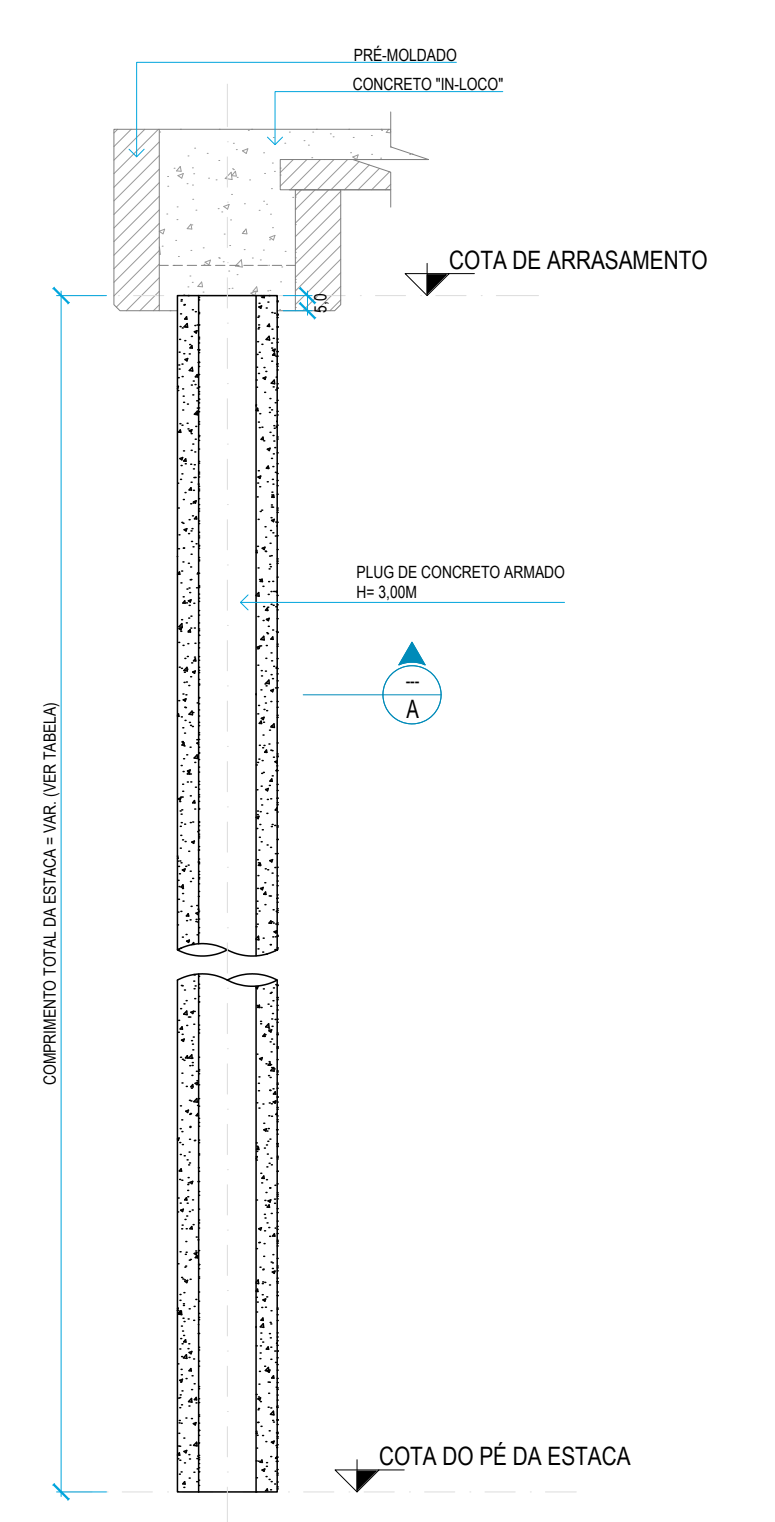 PRÉ-MOLDADO
CONCRETO "IN-LOCO"
COTA DE ARRASAMENTO
5,0
PLUG DE CONCRETO ARMADO
H= 3,00M
---
A
COMPRIMENTO TOTAL DA ESTACA = VAR. (VER TABELA)
COTA DO PÉ DA ESTACA